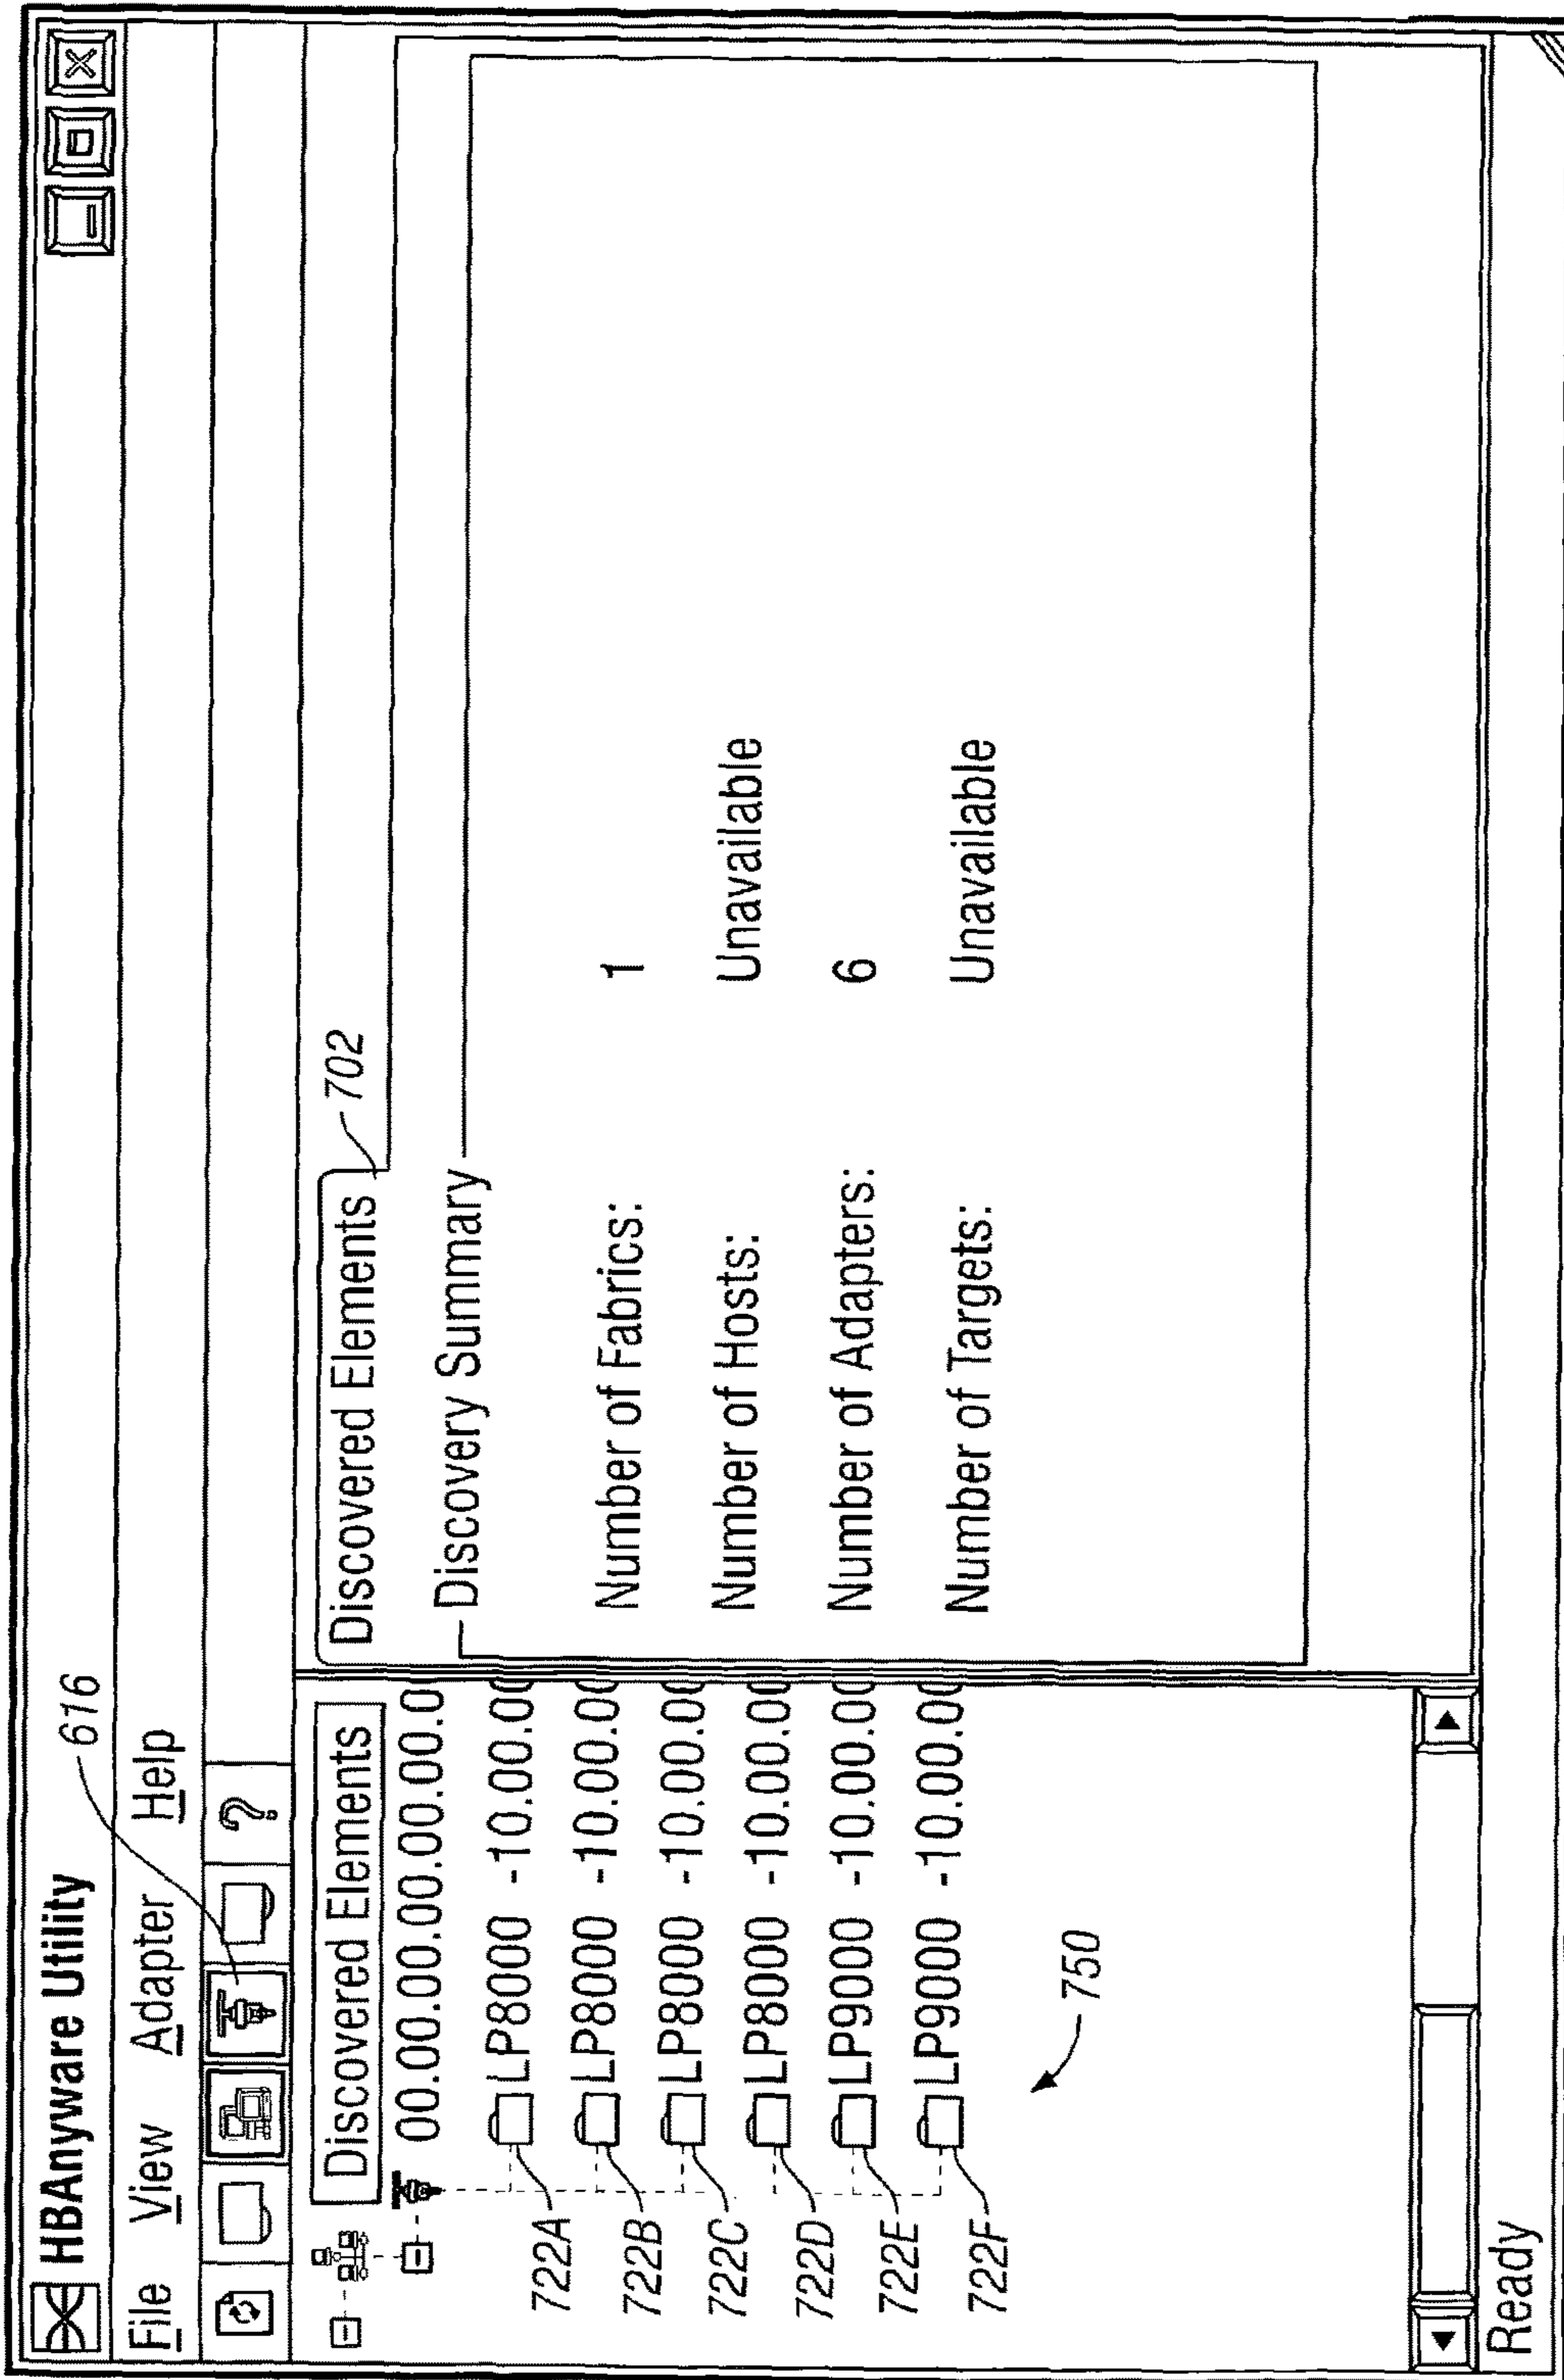 HBAnyware Utility
616
File View Adapter Help
?
Discovered Elements
00.00.00.00.00.00.0
LP8000 -10.00.00
LP8000 -10.00.00
LP8000 -10.00.00
LP8000 -10.00.00
LP9000 -10.00.00
LP9000 -10.00.00
722A
722B
722C
722D
722E
722F
750
Discovered Elements
702
Discovery Summary
Number of Fabrics: 1
Number of Hosts: Unavailable
Number of Adapters: 6
Number of Targets: Unavailable
Ready